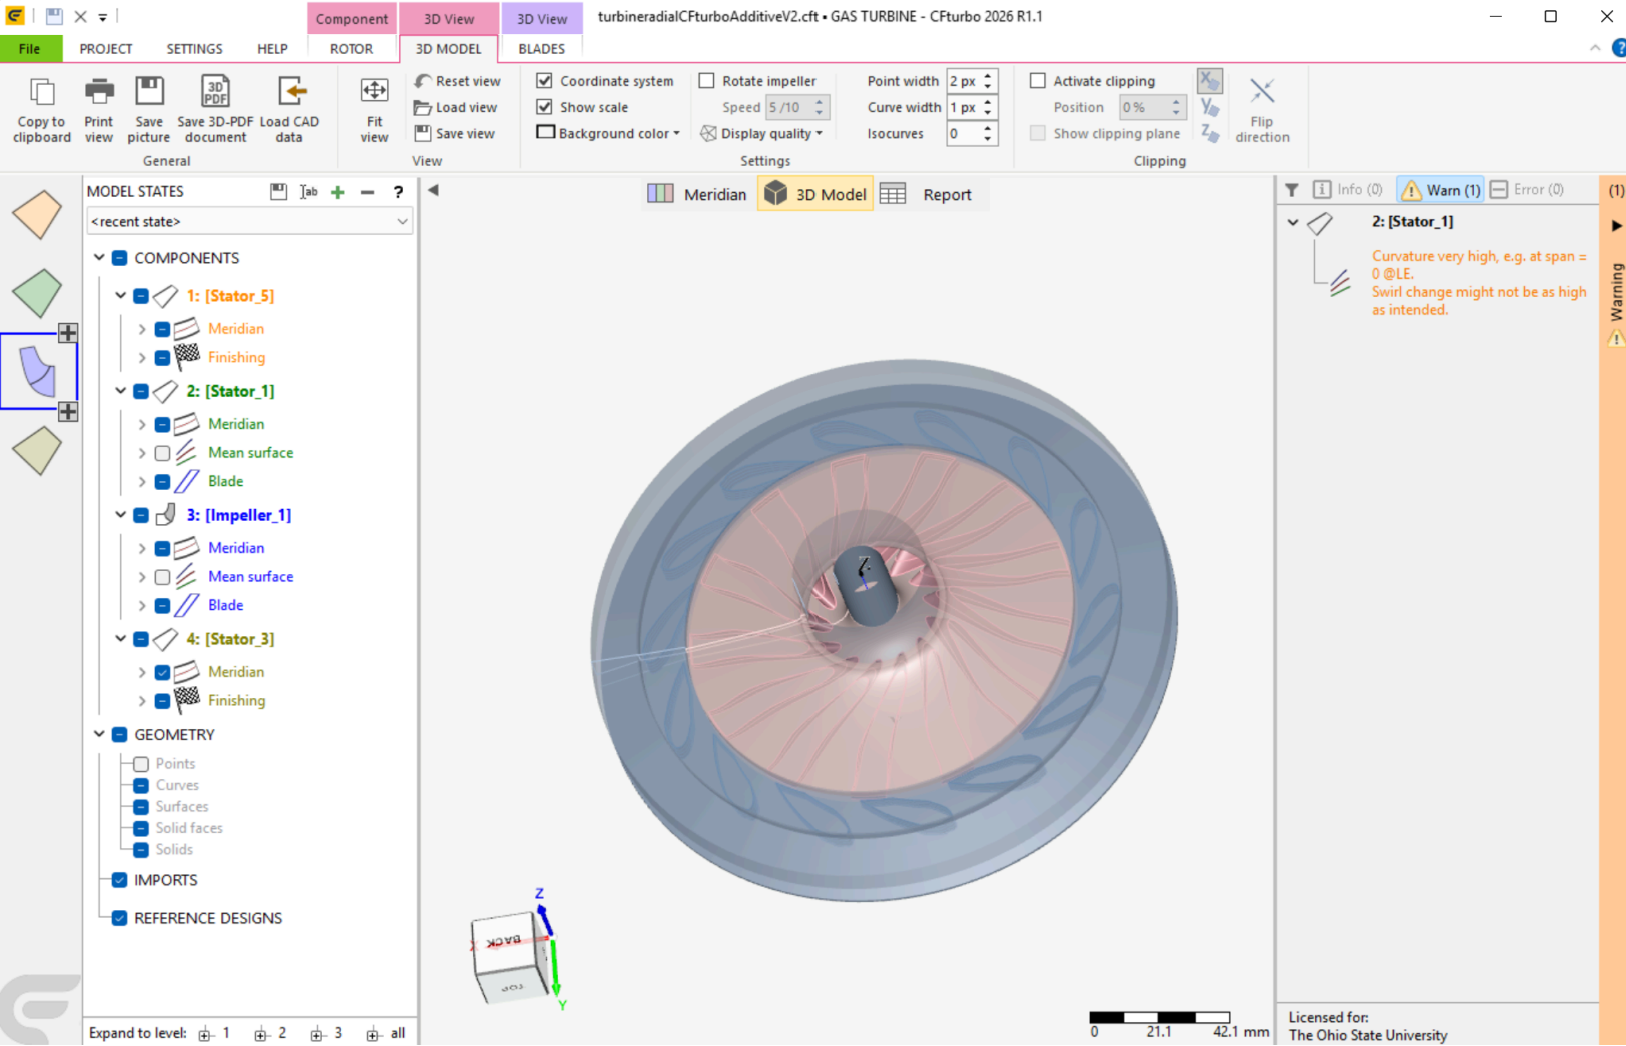 Component
3D View
3D View
turbineradialCFturboAdditiveV2.cft • GAS TURBINE - CFturbo 2026 R1.1
File
PROJECT
SETTINGS
HELP
ROTOR
3D MODEL
BLADES
Copy to clipboard
Print view
Save picture
Save 3D-PDF document
Load CAD data
General
Fit view
Reset view
Load view
Save view
View
Coordinate system
Show scale
Background color
Rotate impeller
Speed 5 /10
Display quality
Point width 2 px
Curve width 1 px
Isocurves 0
Settings
Activate clipping
Position 0 %
Show clipping plane
X
Y
Z
Flip direction
Clipping
MODEL STATES
ab
?
<recent state>
COMPONENTS
1: [Stator_5]
Meridian
Finishing
2: [Stator_1]
Meridian
Mean surface
Blade
3: [Impeller_1]
Meridian
Mean surface
Blade
4: [Stator_3]
Meridian
Finishing
GEOMETRY
Points
Curves
Surfaces
Solid faces
Solids
IMPORTS
REFERENCE DESIGNS
Expand to level: 1 2 3 all
Meridian
3D Model
Report
Z
Z
X
BACK
TOP
Y
0 21.1 42.1 mm
Info (0)
Warn (1)
Error (0)
2: [Stator_1]
Curvature very high, e.g. at span =
0 @LE.
Swirl change might not be as high
as intended.
(1)
Warning
Licensed for:
The Ohio State University